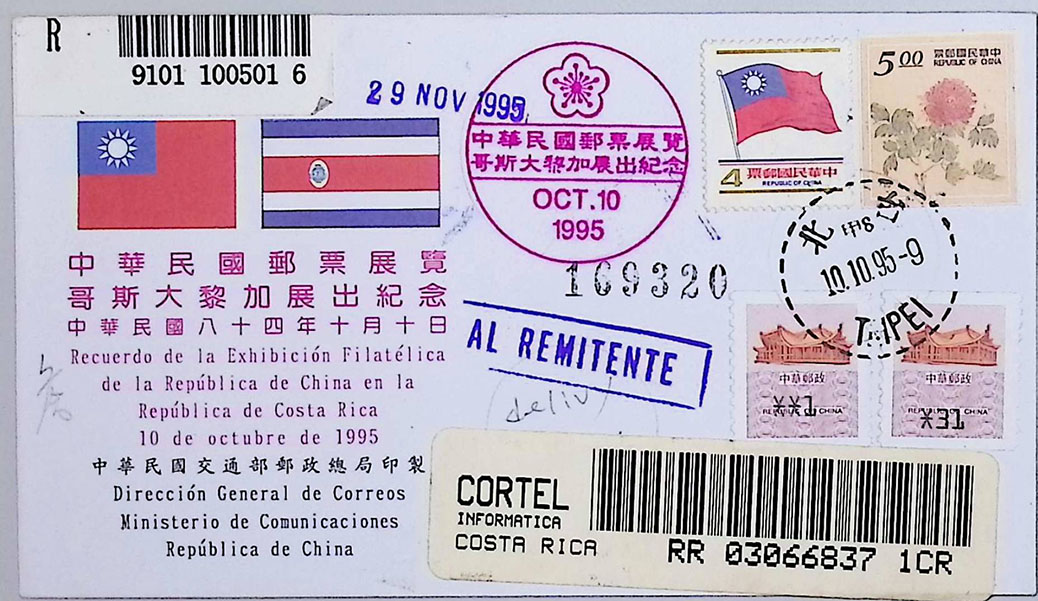 R
9101 100501 6
29 NOV 1995
中華民國郵票展覽
哥斯大黎加展出紀念
OCT.10
1995
4
票郵國民華中
REPUBLIC OF CHINA
5.00
票郵國民華中
REPUBLIC OF CHINA
中華民國郵票展覽
哥斯大黎加展出紀念
中華民國八十四年十月十日
Recuerdo de la Exhibición Filatélica
de la República de China en la
República de Costa Rica
10 de octubre de 1995
中華民國交通部郵政總局印製
Dirección General de Correos
Ministerio de Comunicaciones
República de China
169320
AL REMITENTE
deliv
北
10.10.95-9
TAIPEI
中華郵政
REPUBLIC CHINA
**1
中華郵政
REPUBLIC CHINA
*31
CORTEL
INFORMATICA
COSTA RICA
RR 03066837 1CR